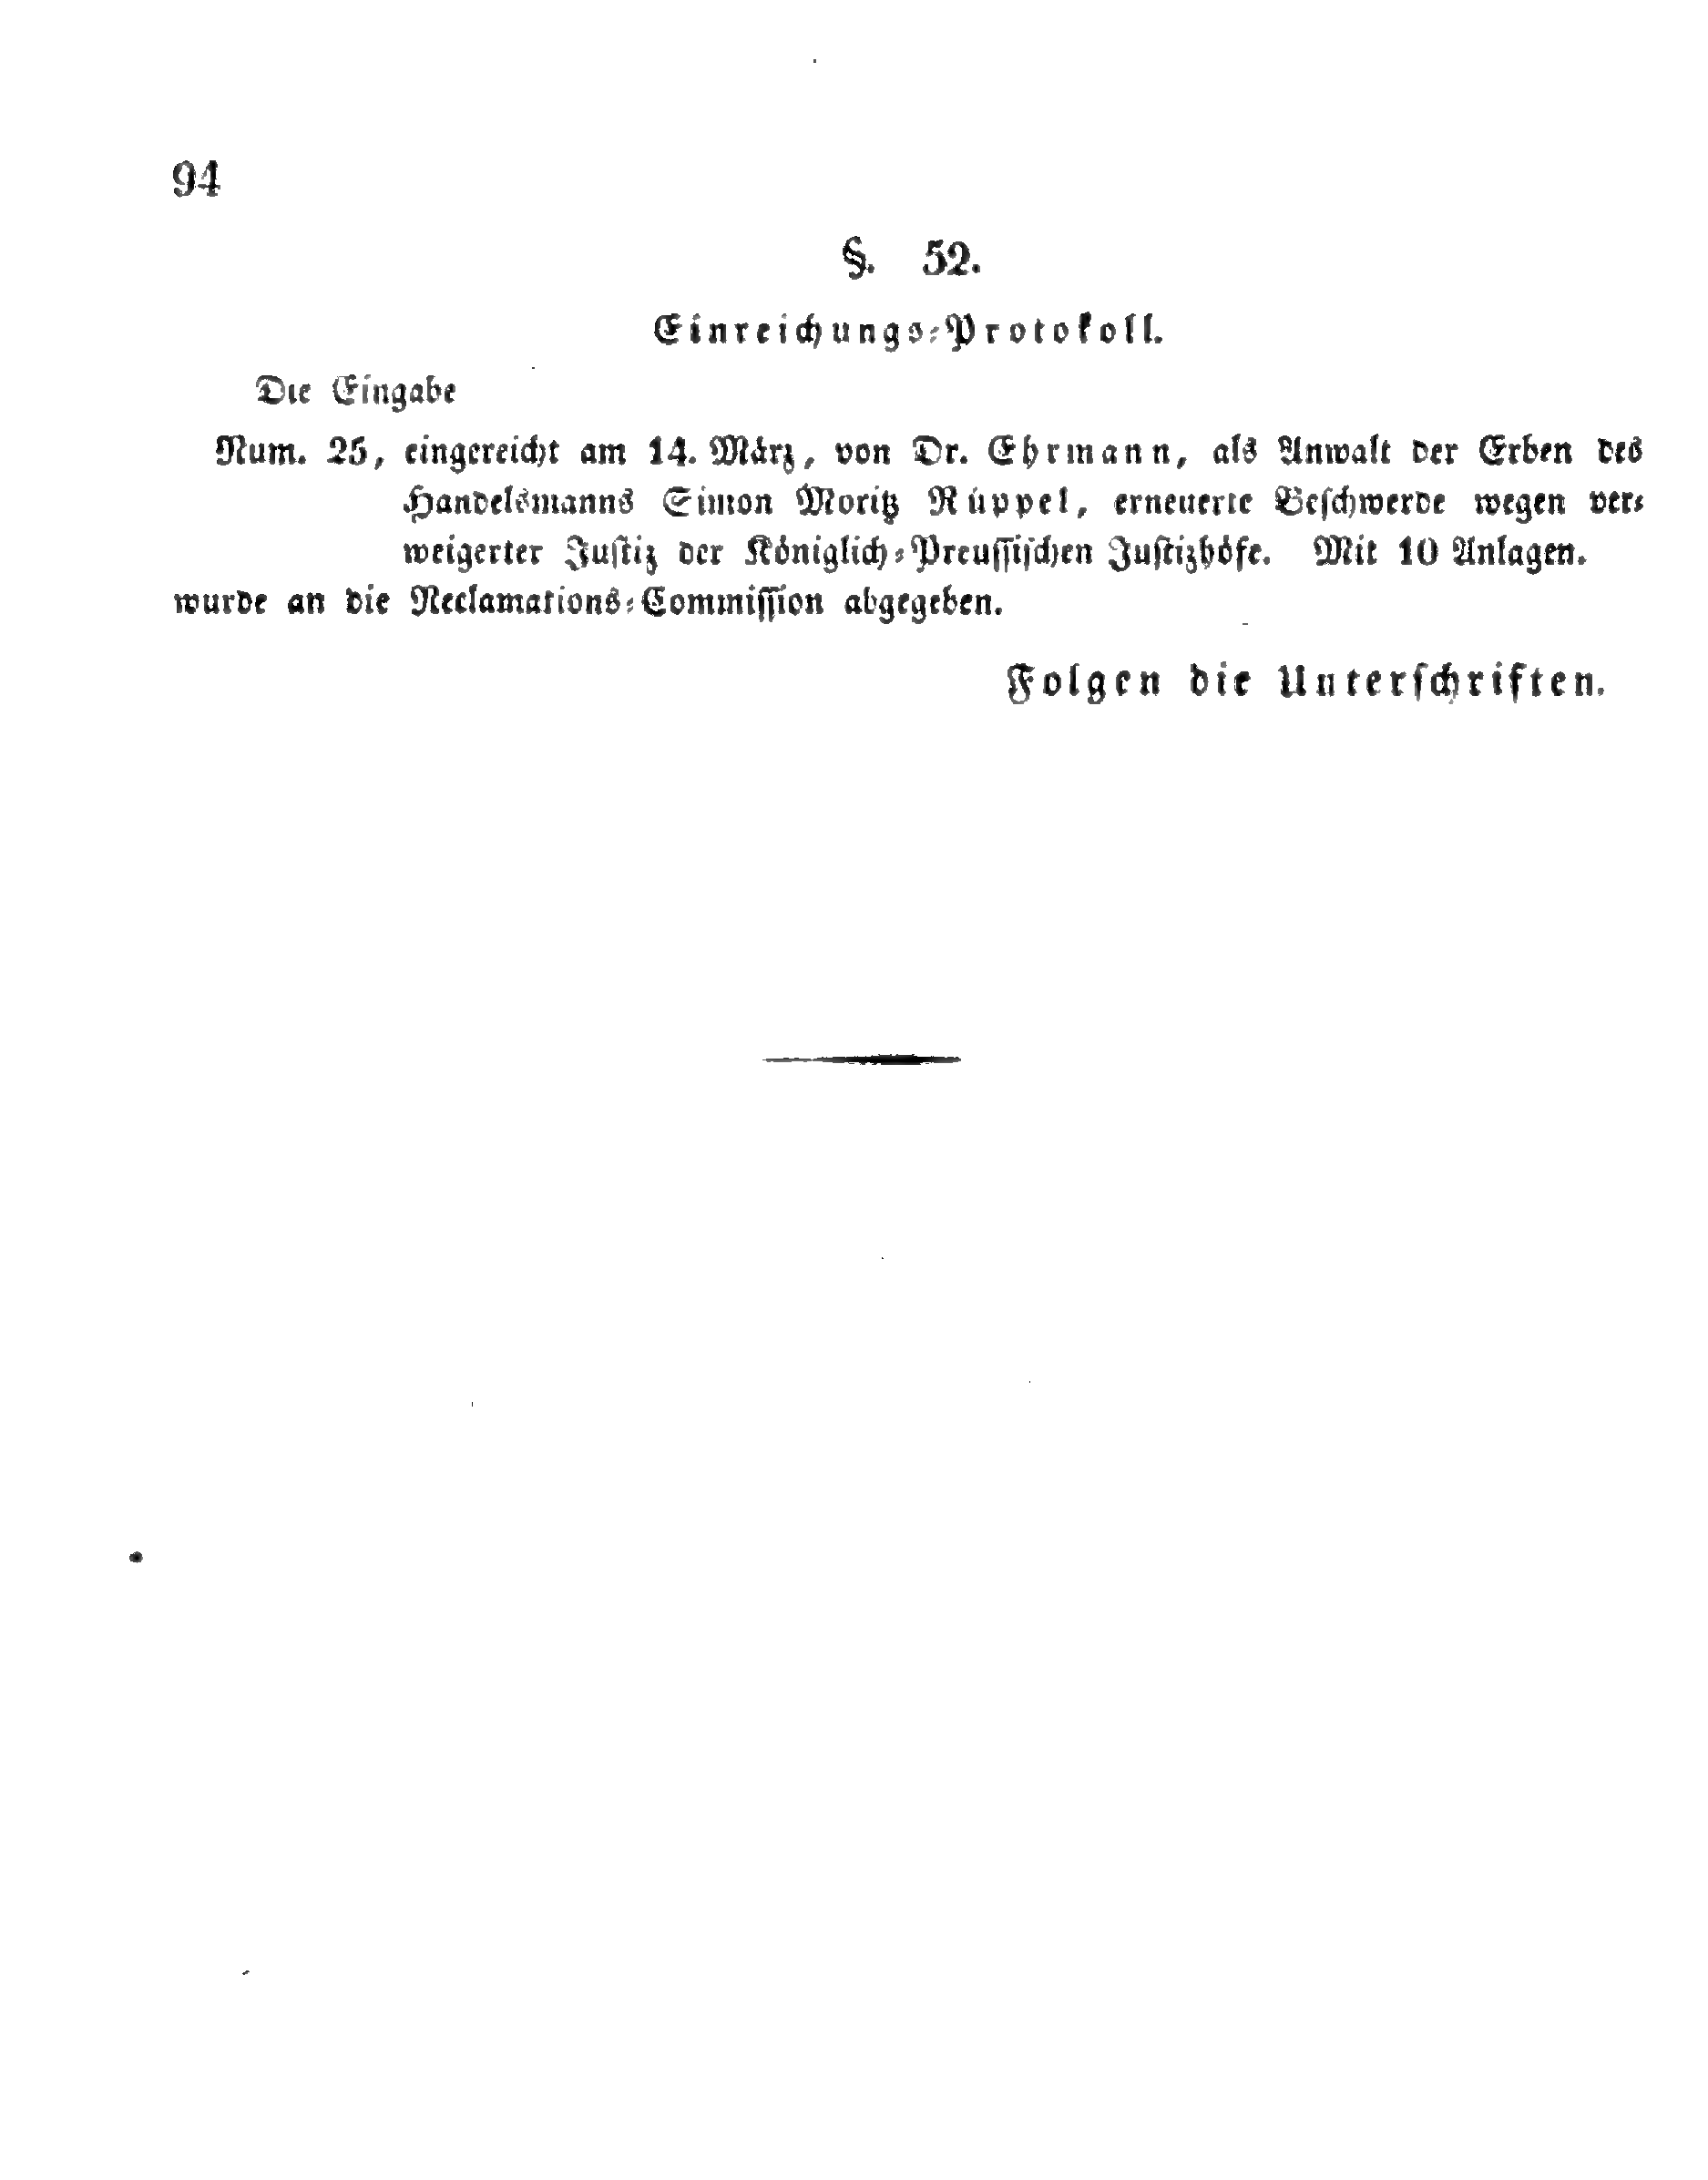 94
§. 52.
Einreichungs-Protokoll.
Die Eingabe
Num. 25, eingereicht am 14. März, von Dr. Ehrmann, als Anwalt der Erben des
Handelsmanns Simon Moritz Rüppel, erneuerte Beschwerde wegen ver-
weigerter Justiz der Königlich-Preussischen Justizhöfe. Mit 10 Anlagen.
wurde an die Reclamations-Commission abgegeben.
Folgen die Unterschriften.